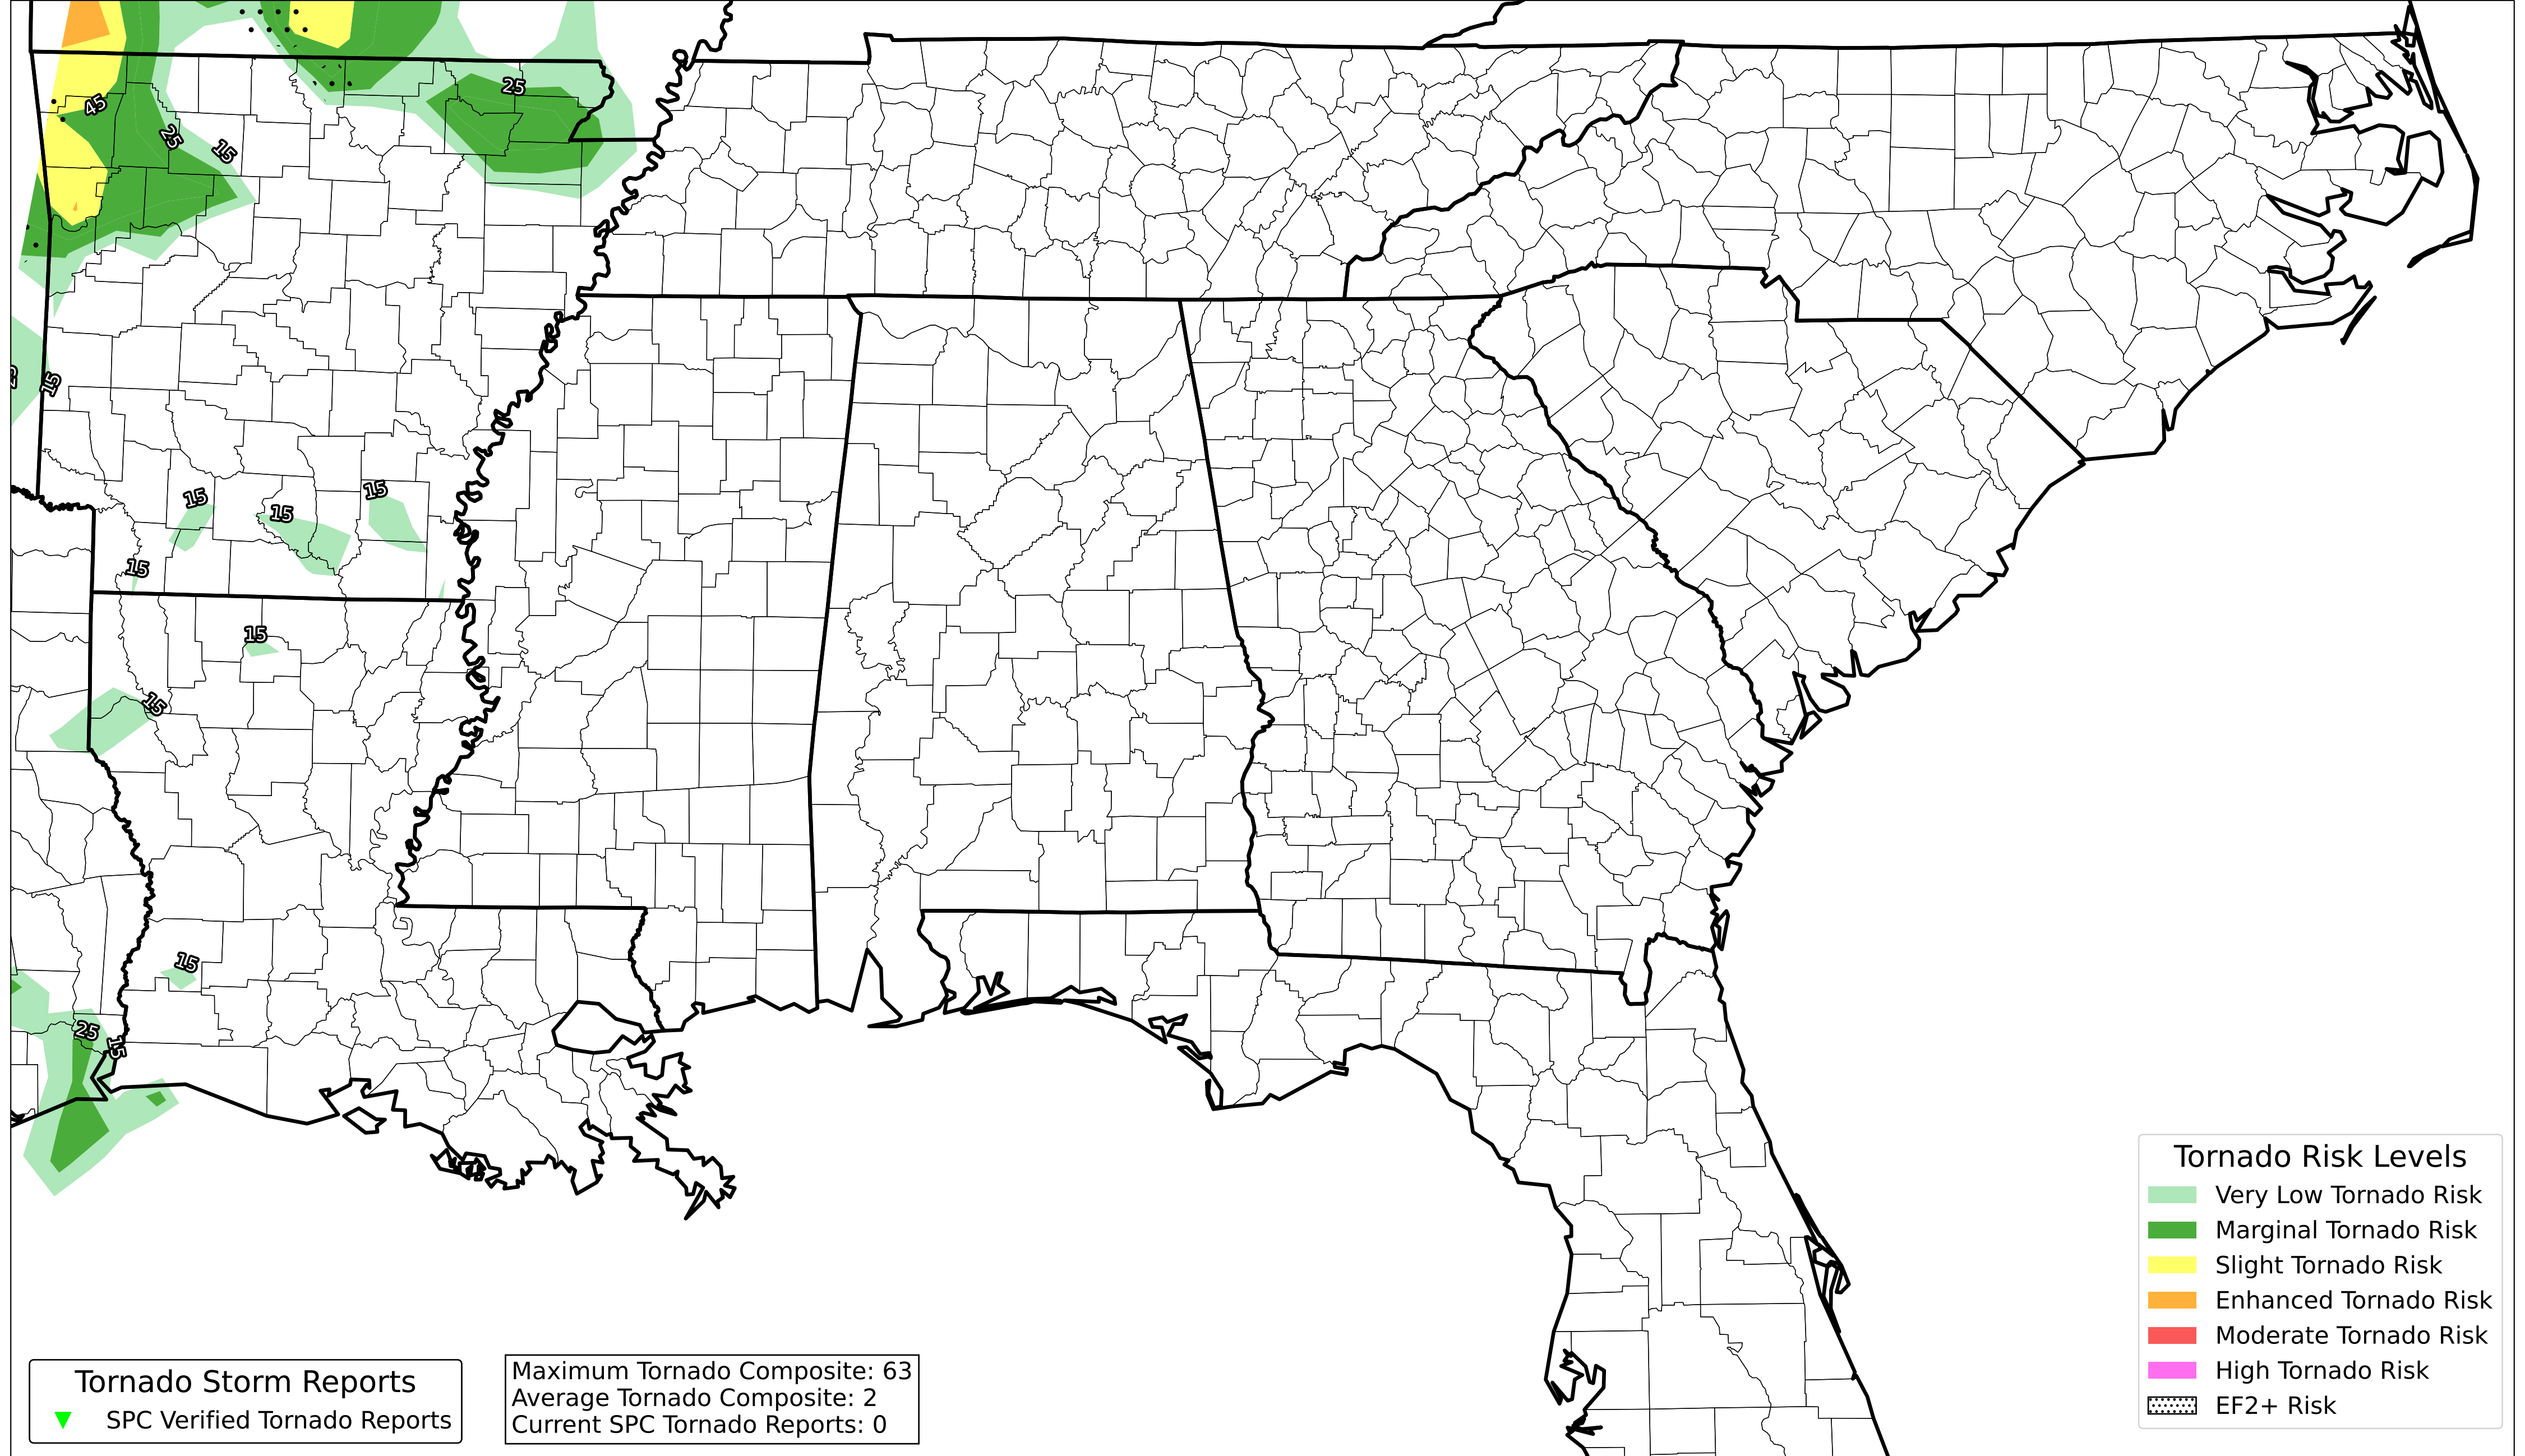 25
45
25
15
15
15
15
15
15
15
15
15
25
15
Tornado Risk Levels
Very Low Tornado Risk
Marginal Tornado Risk
Slight Tornado Risk
Enhanced Tornado Risk
Moderate Tornado Risk
High Tornado Risk
EF2+ Risk
Tornado Storm Reports
SPC Verified Tornado Reports
Maximum Tornado Composite: 63
Average Tornado Composite: 2
Current SPC Tornado Reports: 0